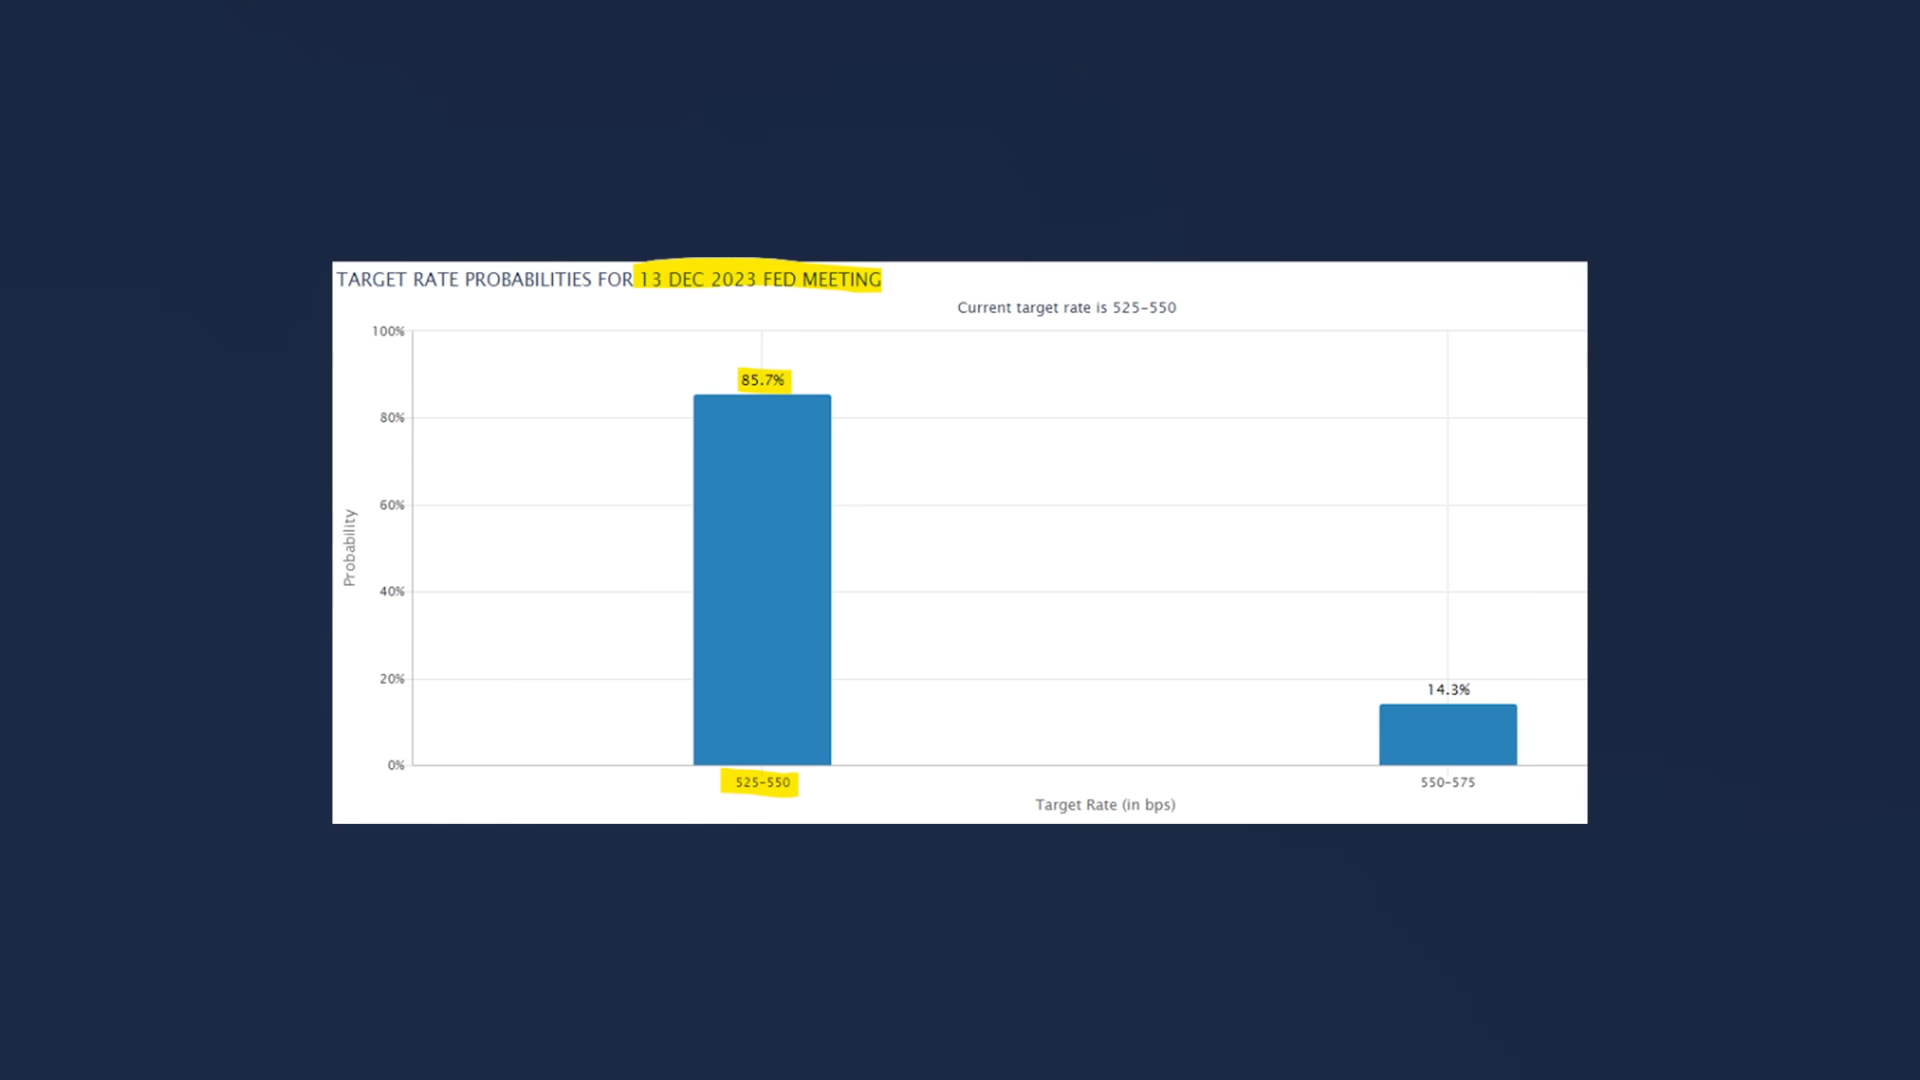 TARGET RATE PROBABILITIES FOR 13 DEC 2023 FED MEETING
Current target rate is 525-550
100%
85.7%
80%
60%
Probability
40%
20%
14.3%
0%
525-550
550-575
Target Rate (in bps)